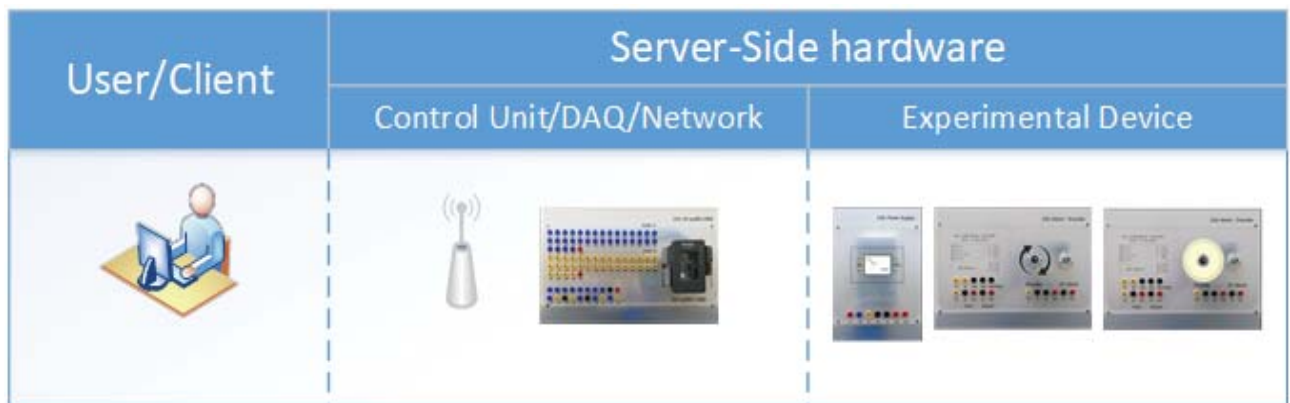 User/Client
Server-Side hardware
Control Unit/DAQ/Network
Experimental Device